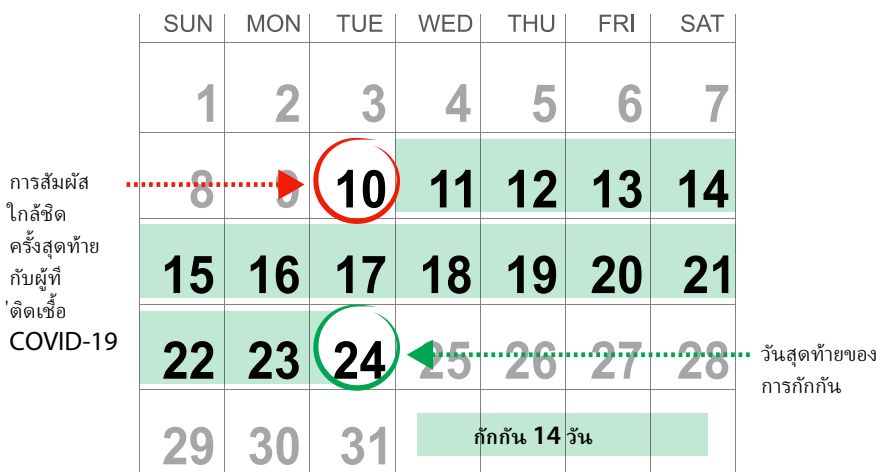 SUN MON TUE WED THU FRI SAT
1 2 3 4 5 6 7
8 9 10 11 12 13 14
15 16 17 18 19 20 21
22 23 24 25 26 27 28
29 30 31
การสัมผัส
ใกล้ชิด
ครั้งสุดท้าย
กับผู้ที
่ติดเชื้อ
COVID-19
วันสุดท้ายของ
การกักกัน
กักกัน 14 วัน